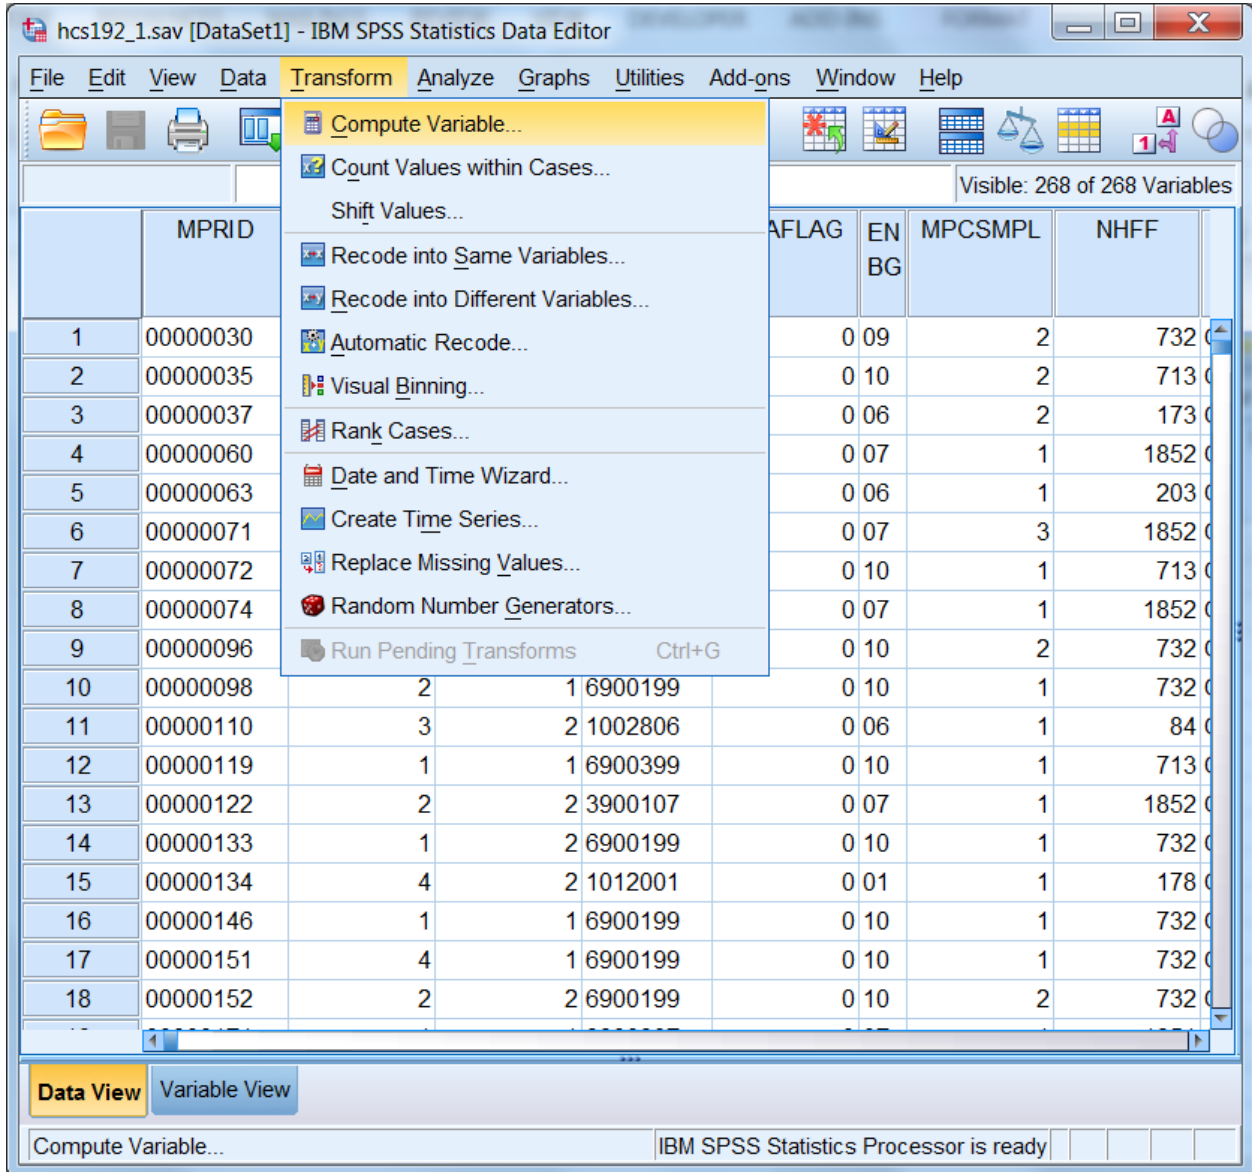 hcs192_1.sav [DataSet1] - IBM SPSS Statistics Data Editor
File Edit View Data Transform Analyze Graphs Utilities Add-ons Window Help
Compute Variable...
Count Values within Cases...
Shift Values...
Recode into Same Variables...
Recode into Different Variables...
Automatic Recode...
Visual Binning...
Rank Cases...
Date and Time Wizard...
Create Time Series...
Replace Missing Values...
Random Number Generators...
Run Pending Transforms Ctrl+G
Visible: 268 of 268 Variables
MPRID AFLAG EN BG MPCSMPL NHFF
1 00000030 0 09 2 732
2 00000035 0 10 2 713
3 00000037 0 06 2 173
4 00000060 0 07 1 1852
5 00000063 0 06 1 203
6 00000071 0 07 3 1852
7 00000072 0 10 1 713
8 00000074 0 07 1 1852
9 00000096 0 10 2 732
10 00000098 2 1 6900199 0 10 1 732
11 00000110 3 2 1002806 0 06 1 84
12 00000119 1 1 6900399 0 10 1 713
13 00000122 2 2 3900107 0 07 1 1852
14 00000133 1 2 6900199 0 10 1 732
15 00000134 4 2 1012001 0 01 1 178
16 00000146 1 1 6900199 0 10 1 732
17 00000151 4 1 6900199 0 10 1 732
18 00000152 2 2 6900199 0 10 2 732
Data View Variable View
Compute Variable... IBM SPSS Statistics Processor is ready